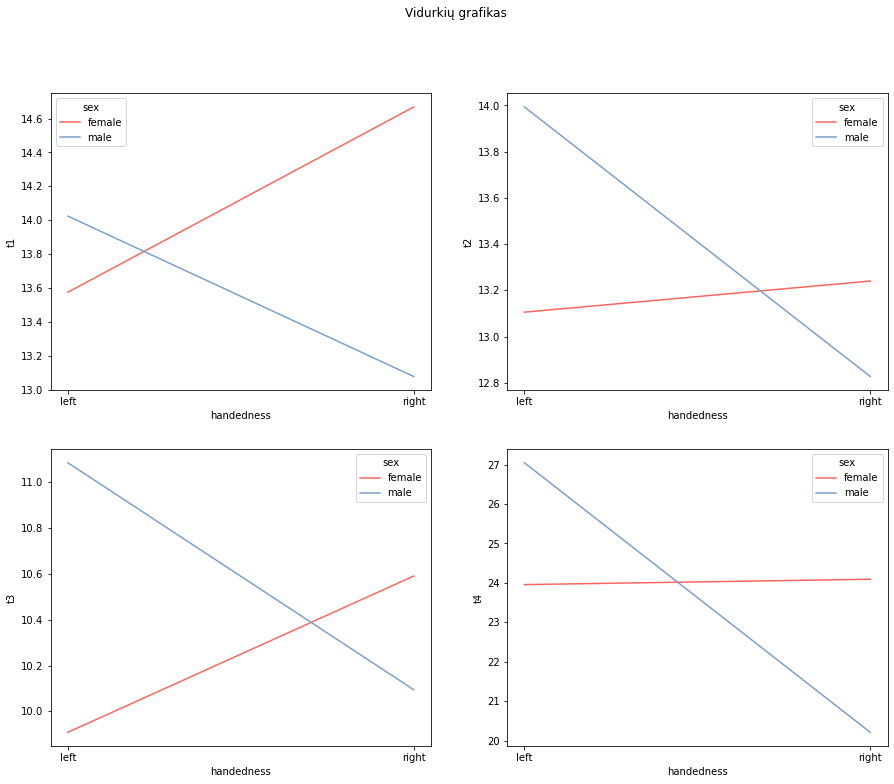 Vidurkių grafikas
sex
female
male
14.6
14.4
14.2
14.0
13.8
13.6
13.4
13.2
13.0
t1
left
right
handedness
sex
female
male
14.0
13.8
13.6
13.4
13.2
13.0
12.8
t2
left
right
handedness
sex
female
male
11.0
10.8
10.6
10.4
10.2
10.0
t3
left
right
handedness
sex
female
male
27
26
25
24
23
22
21
20
t4
left
right
handedness